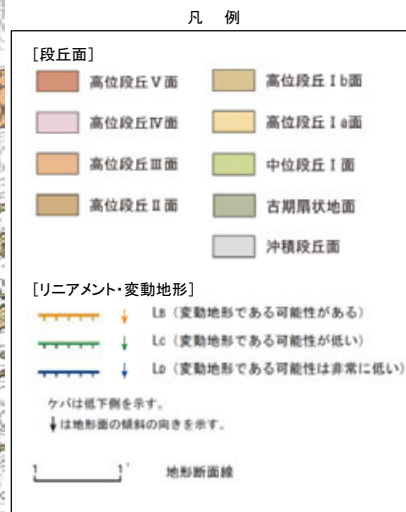 凡 例
[段丘面]
高位段丘Ⅴ面
高位段丘Ⅰb面
高位段丘Ⅳ面
高位段丘Ⅰa面
高位段丘Ⅲ面
中位段丘Ⅰ面
高位段丘Ⅱ面
古期扇状地面
沖積段丘面
[リニアメント・変動地形]
LB (変動地形である可能性がある)
LC (変動地形である可能性が低い)
LD (変動地形である可能性は非常に低い)
ケバは低下側を示す。
↓は地形面の傾斜の向きを示す。
1 1' 地形断面線